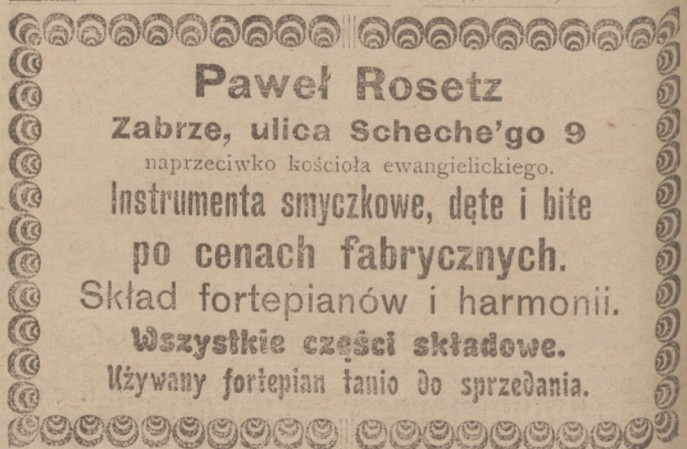 Paweł Rosetz
Zabrze, ulica Scheche'go 9
naprzeciwko kościoła ewangielickiego.
Instrumenta smyczkowe, dęte i bite
po cenach fabrycznych.
Skład fortepianów i harmonii.
Wszystkie części składowe.
Używany fortepian tanio do sprzedania.